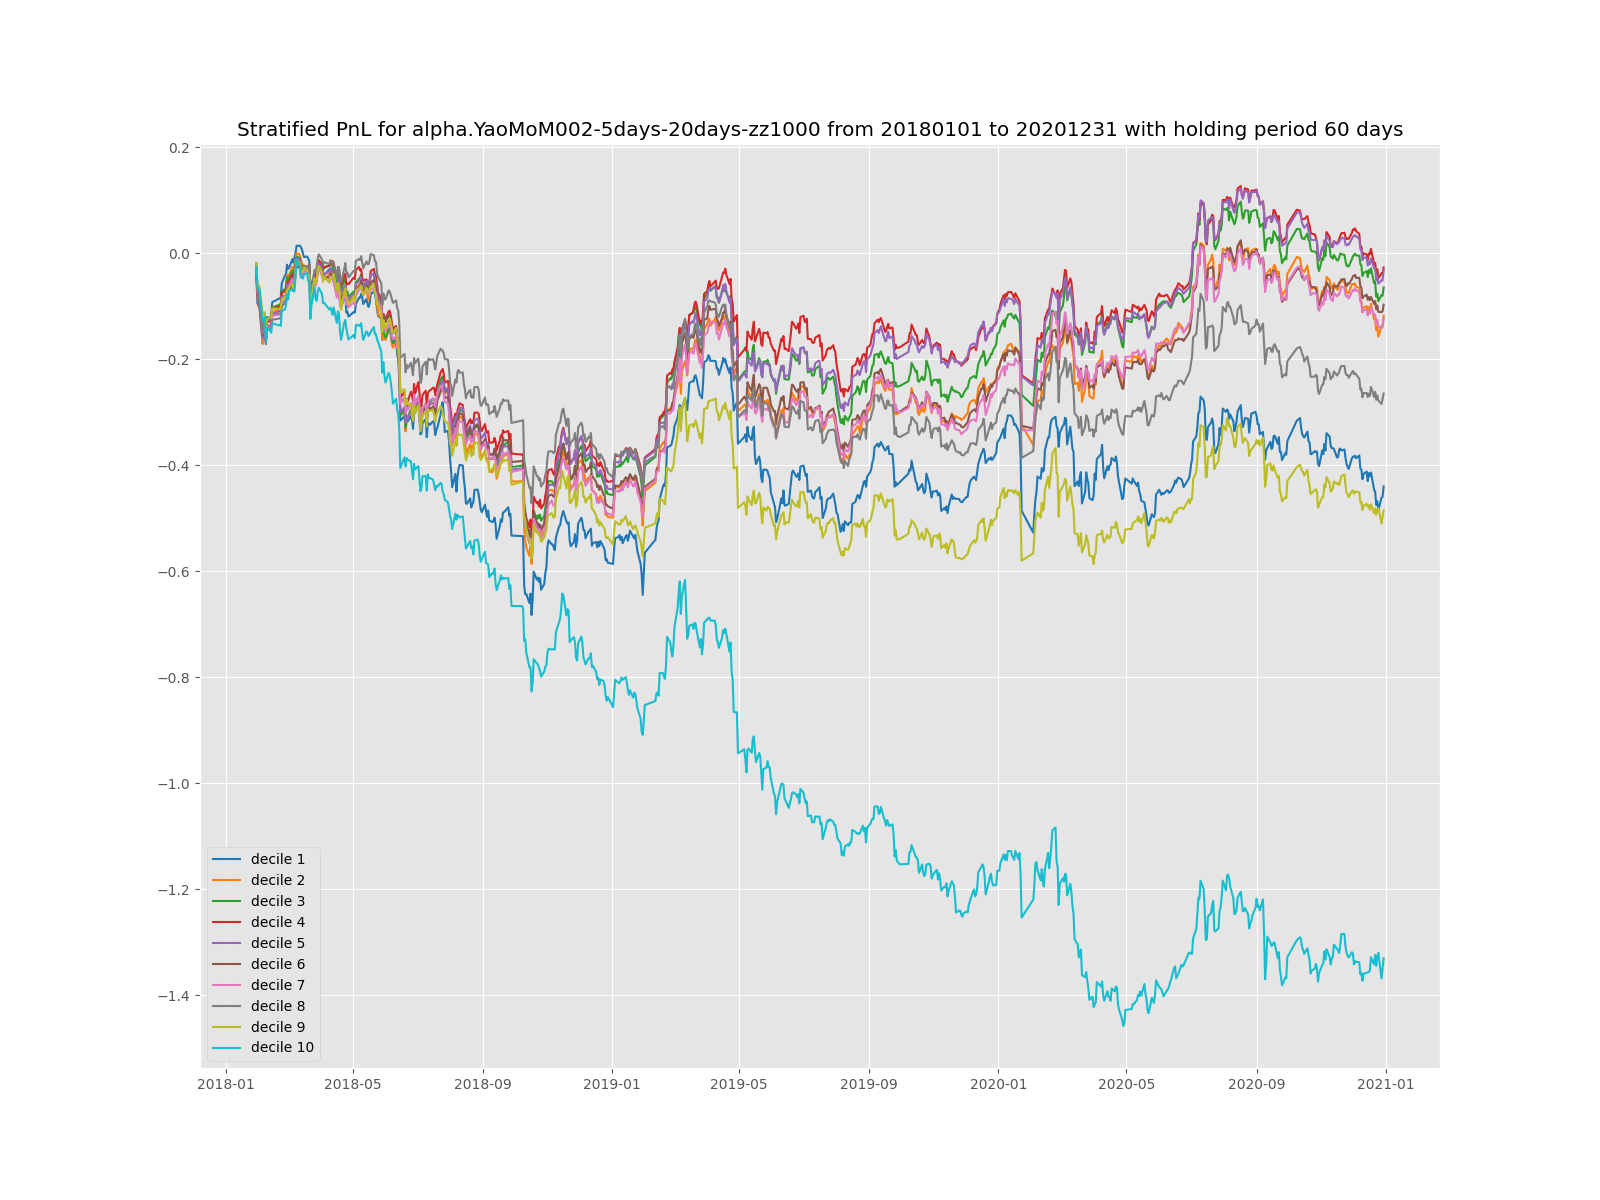 Stratified PnL for alpha.YaoMoM002-5days-20days-zz1000 from 20180101 to 20201231 with holding period 60 days
0.2
0.0
−0.2
−0.4
−0.6
−0.8
−1.0
−1.2
−1.4
decile 1
decile 2
decile 3
decile 4
decile 5
decile 6
decile 7
decile 8
decile 9
decile 10
2018-01 2018-05 2018-09 2019-01 2019-05 2019-09 2020-01 2020-05 2020-09 2021-01